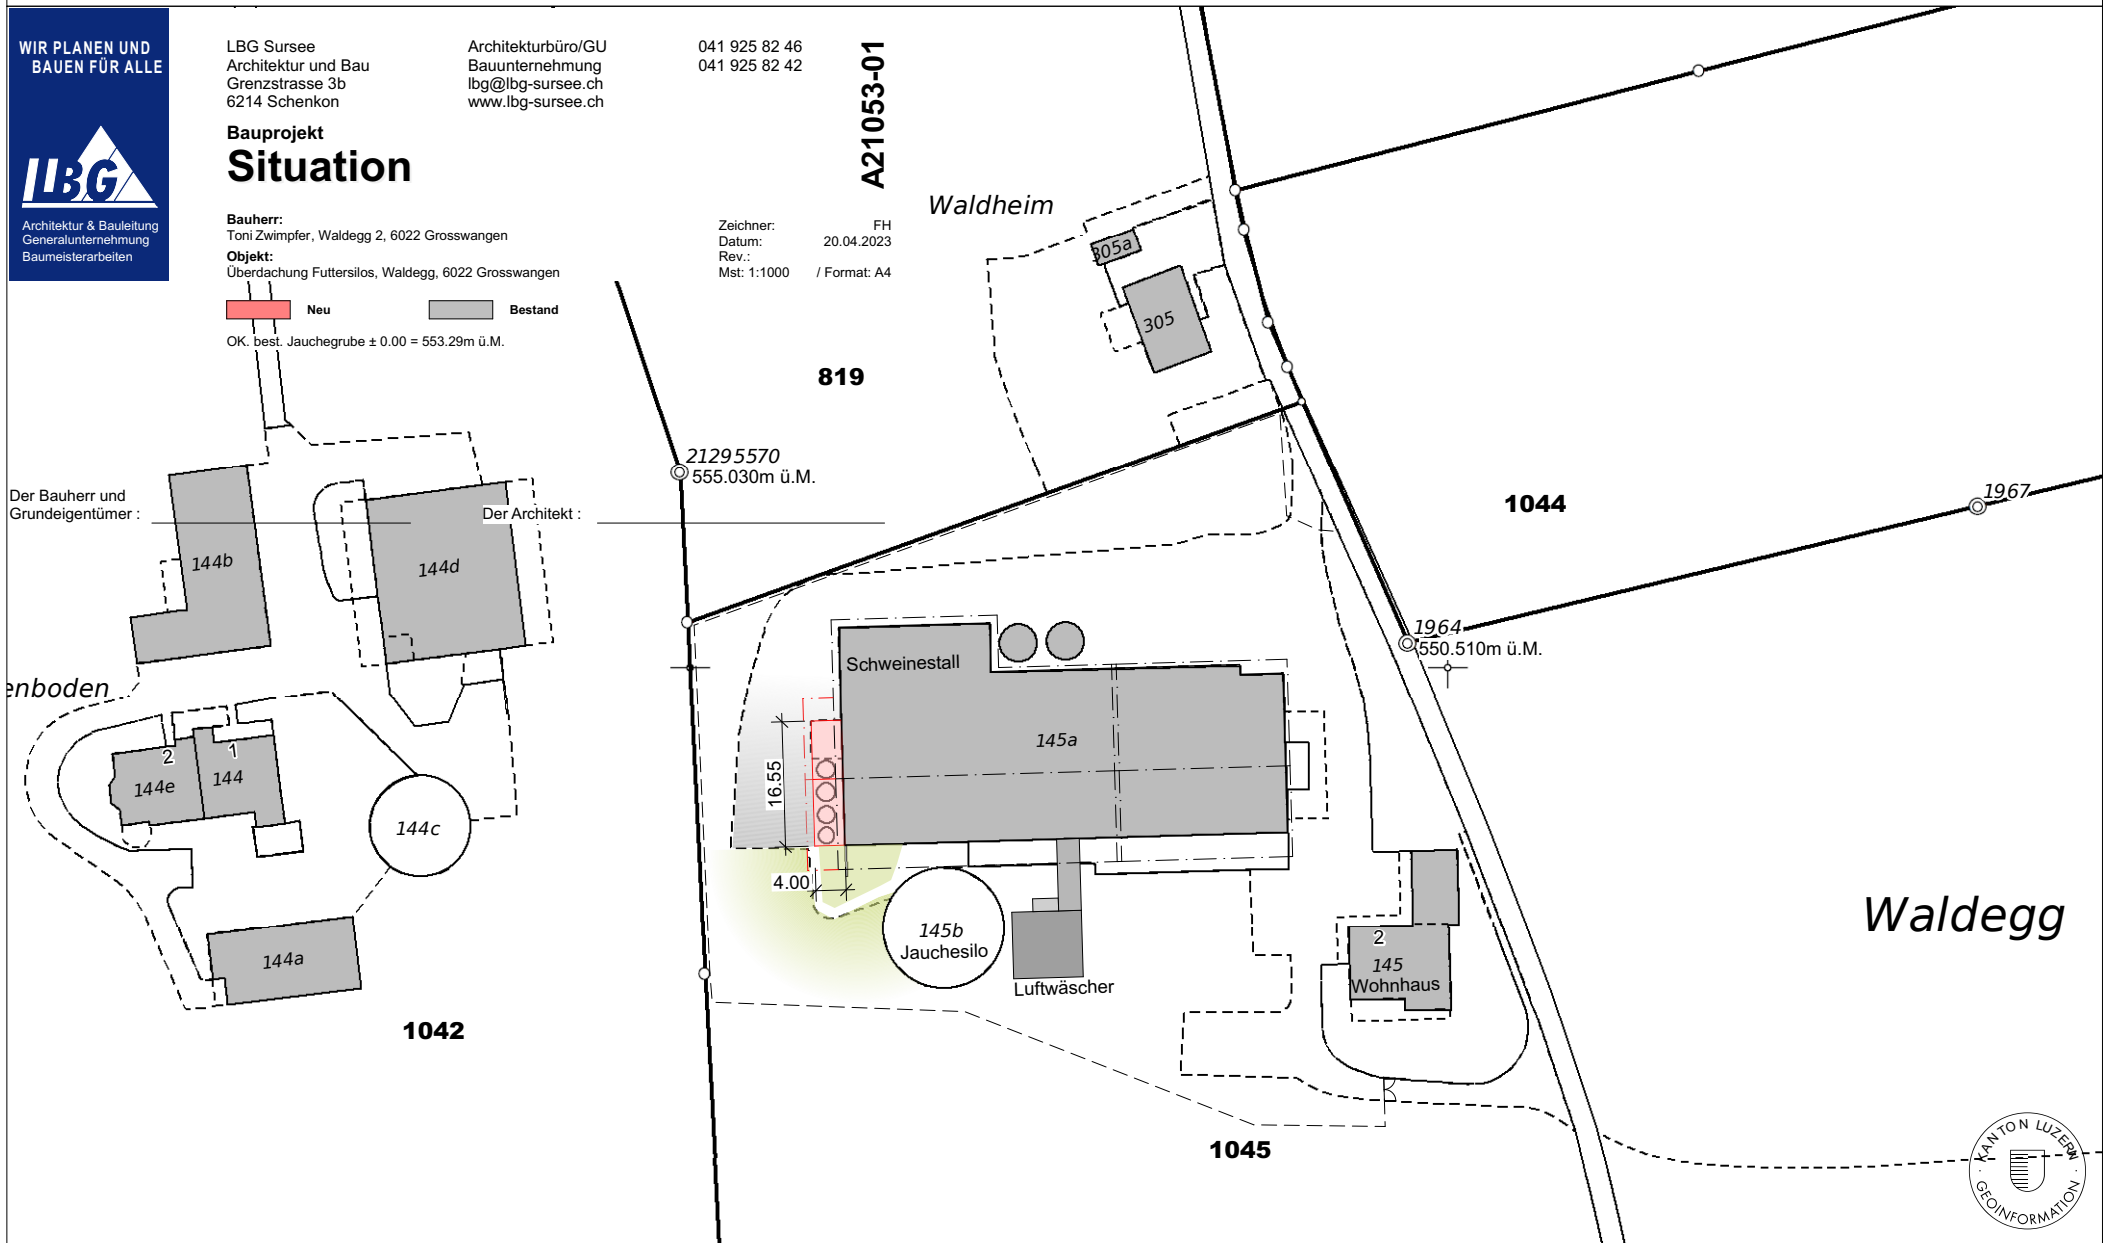 WIR PLANEN UND
BAUEN FÜR ALLE
LBG
Architektur & Bauleitung
Generalunternehmung
Baumeisterarbeiten
LBG Sursee
Architektur und Bau
Grenzstrasse 3b
6214 Schenkon
Architekturbüro/GU
Bauunternehmung
lbg@lbg-sursee.ch
www.lbg-sursee.ch
041 925 82 46
041 925 82 42
A21053-01
Bauprojekt
Situation
Bauherr:
Toni Zwimpfer, Waldegg 2, 6022 Grosswangen
Objekt:
Überdachung Futtersilos, Waldegg, 6022 Grosswangen
Zeichner: FH
Datum: 20.04.2023
Rev.:
Mst: 1:1000 / Format: A4
Neu
Bestand
OK. best. Jauchegrube ± 0.00 = 553.29m ü.M.
Waldheim
305a
305
819
21295570
555.030m ü.M.
Der Bauherr und
Grundeigentümer :
Der Architekt :
1044
1967
144b
144d
1964
550.510m ü.M.
Schweinestall
enboden
145a
2
1
144e
144
16.55
144c
4.00
145b
Jauchesilo
Luftwäscher
Waldegg
2
145
Wohnhaus
144a
1042
1045
KANTON LUZERN
GEOINFORMATION